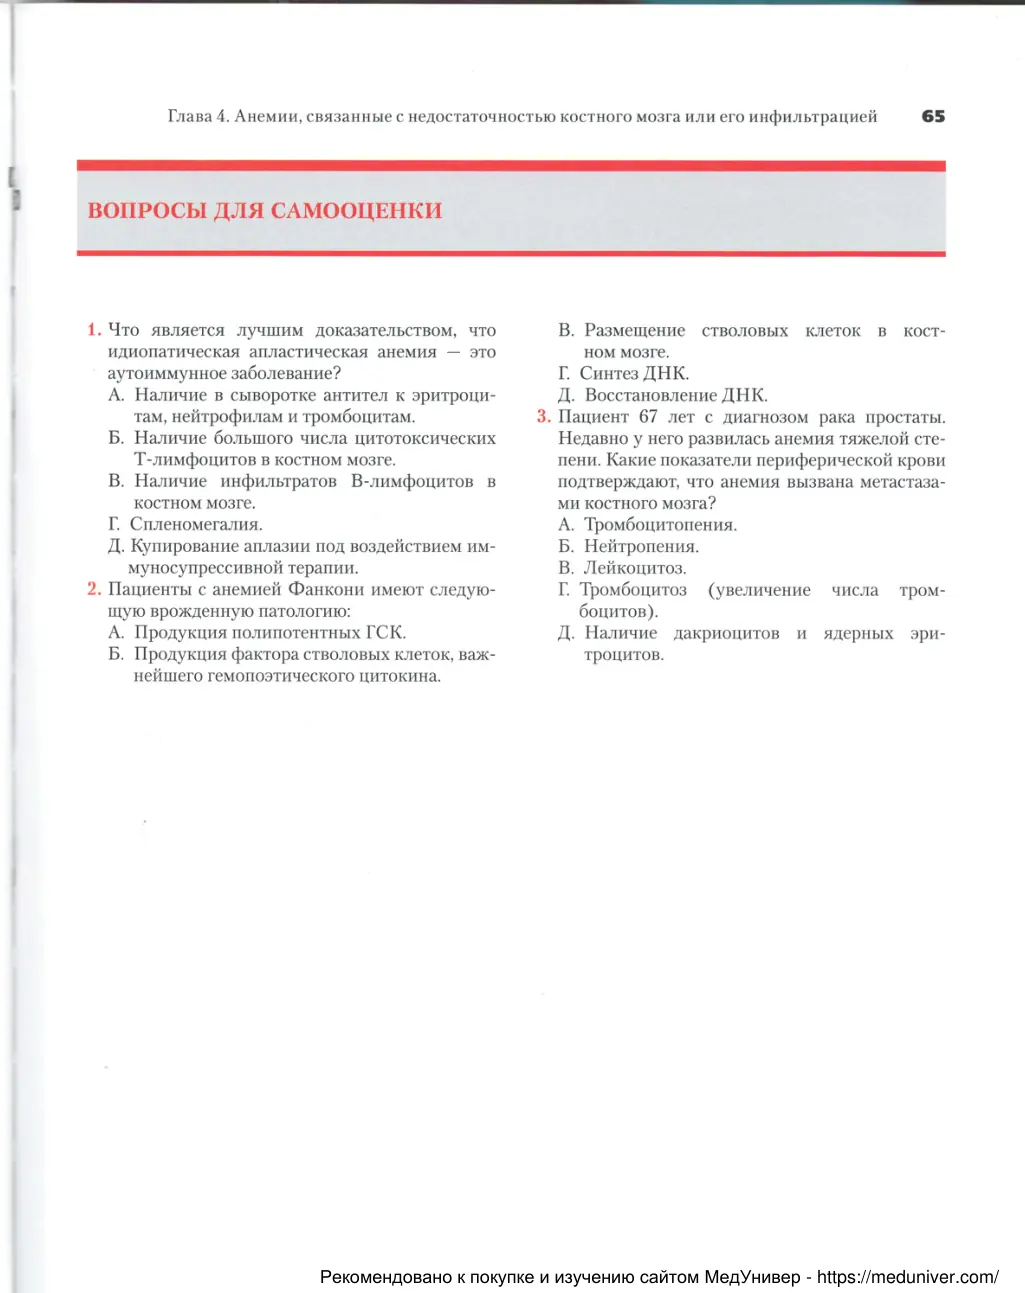 Глава 4. Анемии, связанные с недостаточностью костного мозга или его инфильтрацией 65
ВОПРОСЫ ДЛЯ САМООЦЕНКИ
1. Что является лучшим доказательством, что
идиопатическая апластическая анемия — это
аутоиммунное заболевание?
А. Наличие в сыворотке антител к эритроци-
там, нейтрофилам и тромбоцитам.
Б. Наличие большого числа цитотоксических
Т-лимфоцитов в костном мозге.
В. Наличие инфильтратов В-лимфоцитов в
костном мозге.
Г. Спленомегалия.
Д. Купирование аплазии под воздействием им-
муносупрессивной терапии.
2. Пациенты с анемией Фанкони имеют следую-
щую врожденную патологию:
А. Продукция полипотентных ГСК.
Б. Продукция фактора стволовых клеток, важ-
нейшего гемопоэтического цитокина.
В. Размещение стволовых клеток в кост-
ном мозге.
Г. Синтез ДНК.
Д. Восстановление ДНК.
3. Пациент 67 лет с диагнозом рака простаты.
Недавно у него развилась анемия тяжелой сте-
пени. Какие показатели периферической крови
подтверждают, что анемия вызвана метастаза-
ми костного мозга?
А. Тромбоцитопения.
Б. Нейтропения.
В. Лейкоцитоз.
Г. Тромбоцитоз (увеличение числа тром-
боцитов).
Д. Наличие дакриоцитов и ядерных эри-
троцитов.
Рекомендовано к покупке и изучению сайтом МедУнивер - https://meduniver.com/